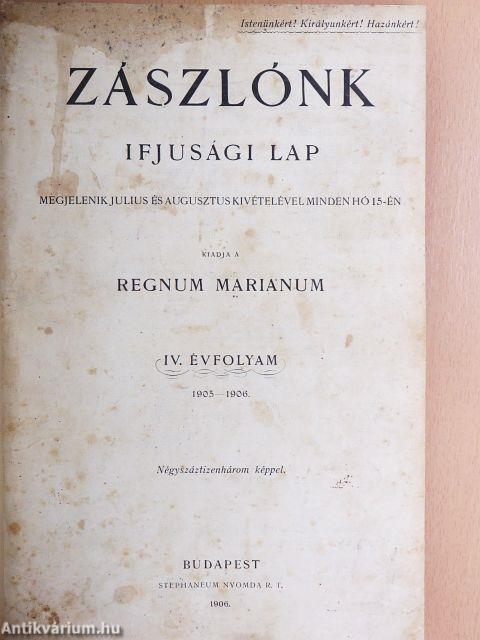 Istenünkért! Királyunkért! Hazánkért!
ZÁSZLÓNK
IFJUSÁGI LAP
MEGJELENIK JULIUS ÉS AUGUSZTUS KIVÉTELÉVEL MINDEN HÓ 15-ÉN
KIADJA A
REGNUM MARIANUM
IV. ÉVFOLYAM
1905—1906.
Négyszáztizenhárom képpel.
BUDAPEST
STEPHANEUM NYOMDA R. T.
1906.
Antikvárium.hu